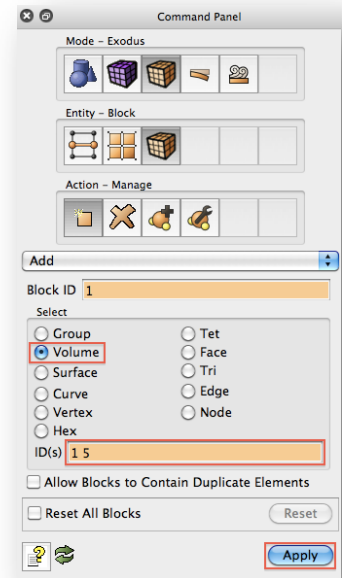 Command Panel
Mode - Exodus
Entity - Block
Action - Manage
Add
Block ID 1
Select
Group Tet
Volume Face
Surface Tri
Curve Edge
Vertex Node
Hex
ID(s) 1 5
Allow Blocks to Contain Duplicate Elements
Reset All Blocks Reset
Apply